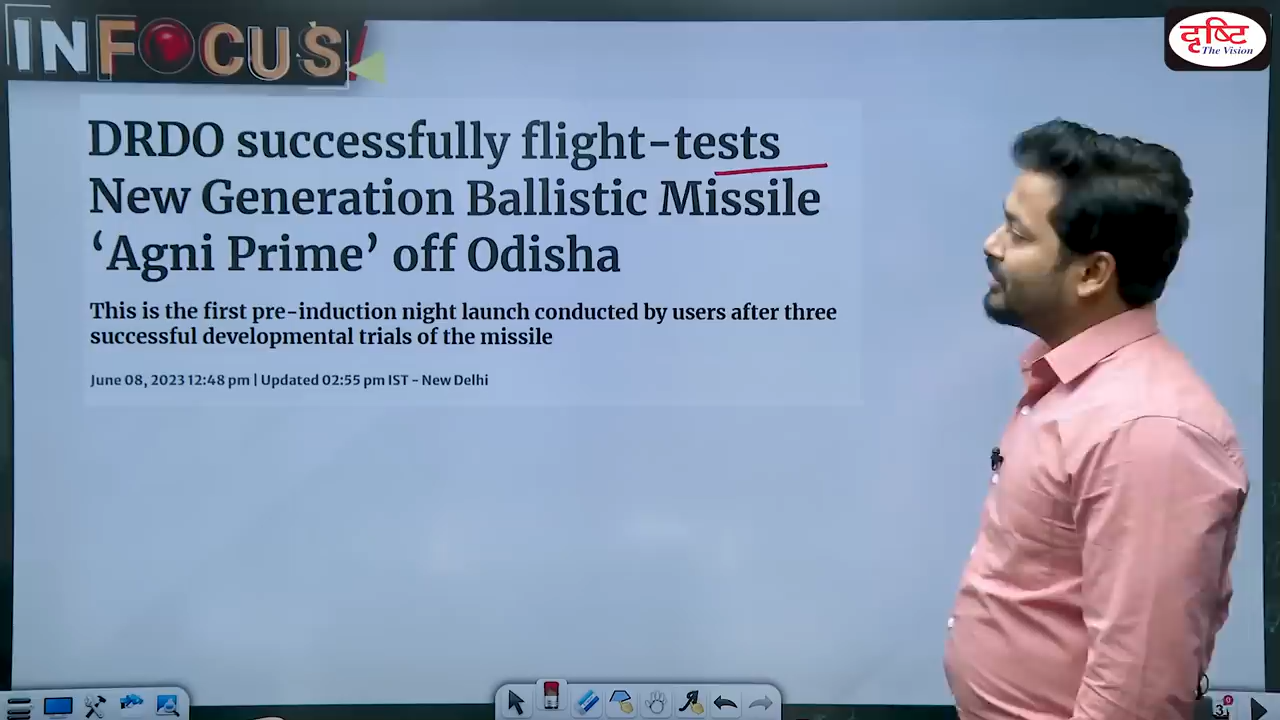 INFOCUS!
दृष्टि
The Vision
DRDO successfully flight-tests
New Generation Ballistic Missile
‘Agni Prime’ off Odisha
This is the first pre-induction night launch conducted by users after three
successful developmental trials of the missile
June 08, 2023 12:48 pm | Updated 02:55 pm IST - New Delhi